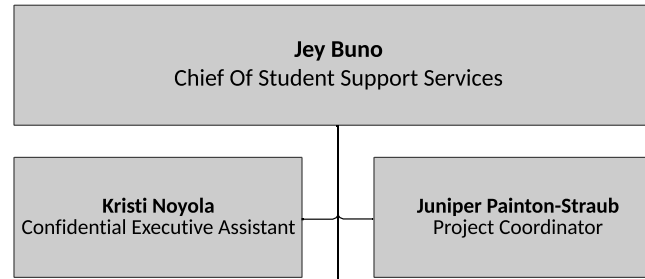 Jey Buno
Chief Of Student Support Services
Kristi Noyola
Confidential Executive Assistant
Juniper Painton-Straub
Project Coordinator